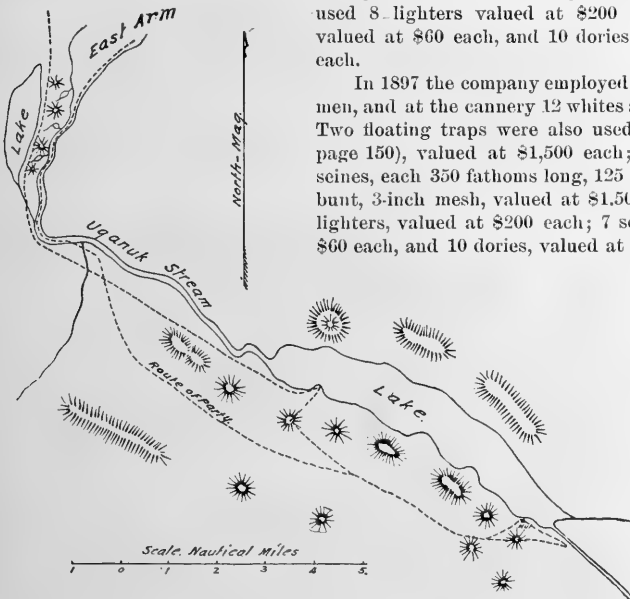 used 8 lighters valued at $200
valued at $60 each, and 10 dories
each.
In 1897 the company employed
men, and at the cannery 12 whites
Two floating traps were also used
page 150), valued at $1,500 each;
seines, each 350 fathoms long, 125
bunt, 3-inch mesh, valued at $1.50
lighters, valued at $200 each; 7
$60 each, and 10 dories, valued at
East Arm
Lake
North-Mag.
Uganuk Stream
Route of party.
Lake.
Scale Nautical Miles
1 0 1 2 3 4 5.